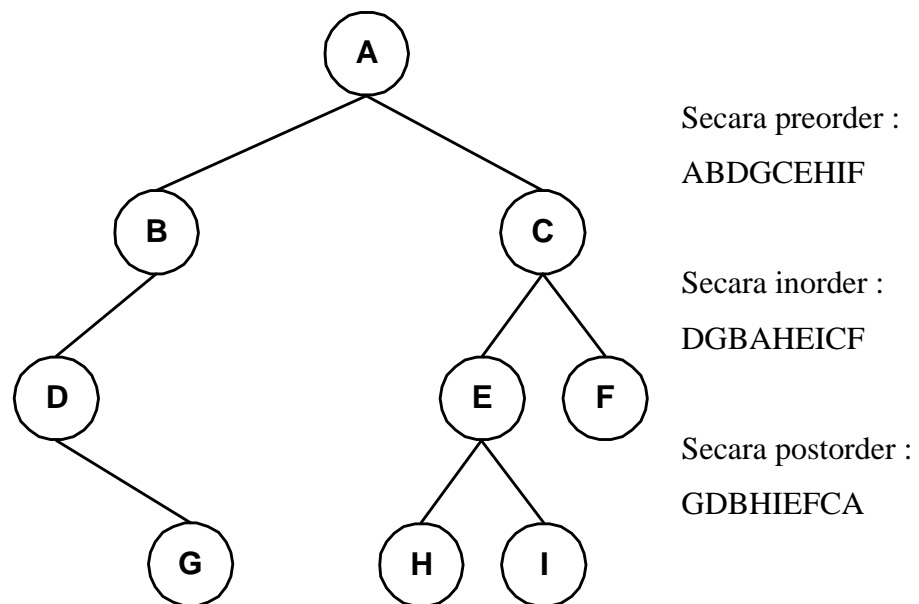 A
Secara preorder :
ABDGCEHIF
B
C
Secara inorder :
DGBAHEICF
D
E
F
Secara postorder :
GDBHIEFCA
G
H
I